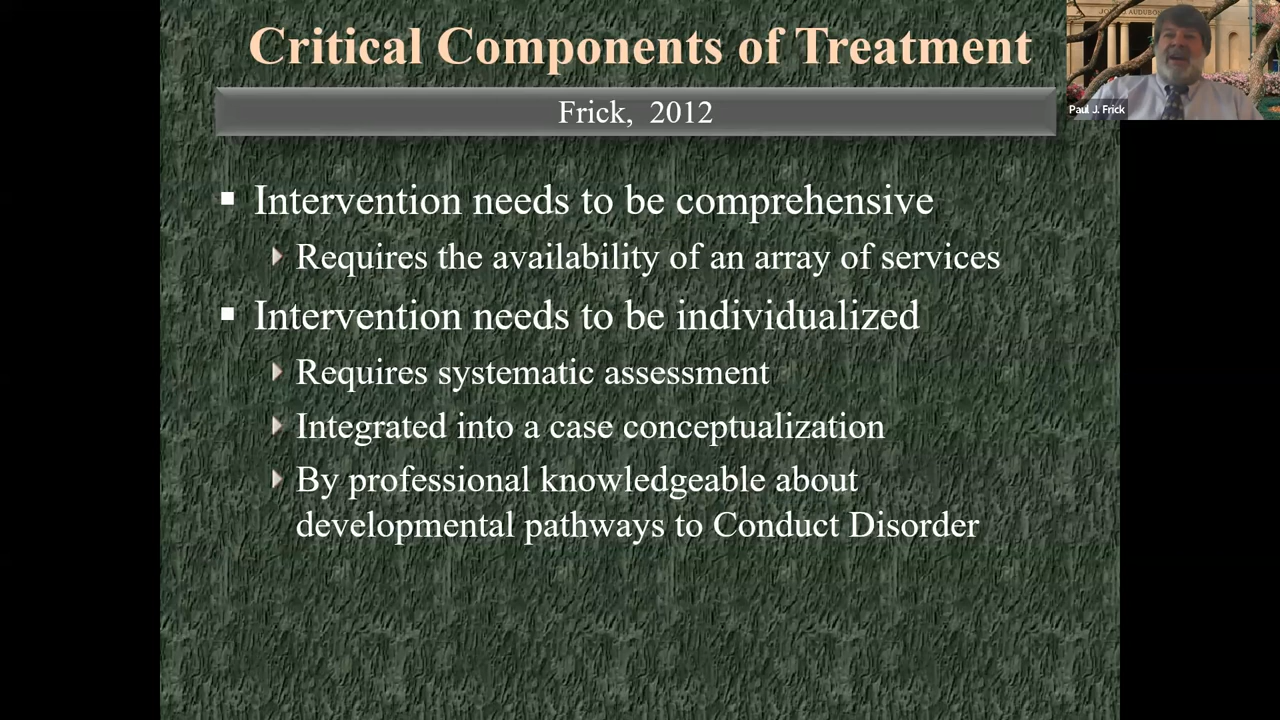 Critical Components of Treatment
Frick, 2012
Intervention needs to be comprehensive
Requires the availability of an array of services
Intervention needs to be individualized
Requires systematic assessment
Integrated into a case conceptualization
By professional knowledgeable about
developmental pathways to Conduct Disorder
AUDUBON
Paul J. Frick